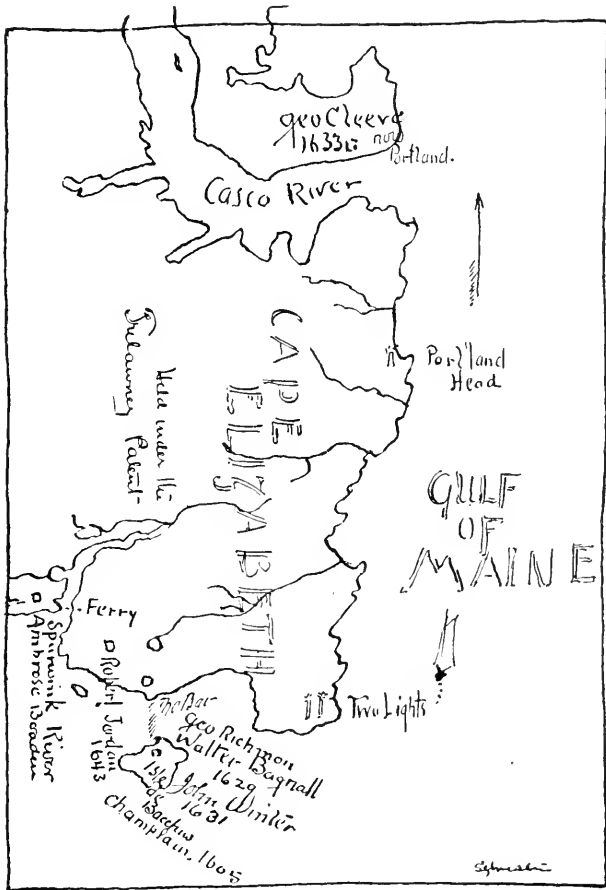 geo Cleeve
1633
now
Portland.
Casco River
Portland
Head
CAPE
ELIZABETH
Held under the
Trelawney Patent
GULF
OF
MAINE
Ferry
Spurwink River
Ambrose Boaden
Robert Jordan
1643
The Bar
geo Richmon
Walter Bagnall
1629
John Winter
1631
Isle
de
Bacchus
Champlain. 1605
Two Lights
Sylvester